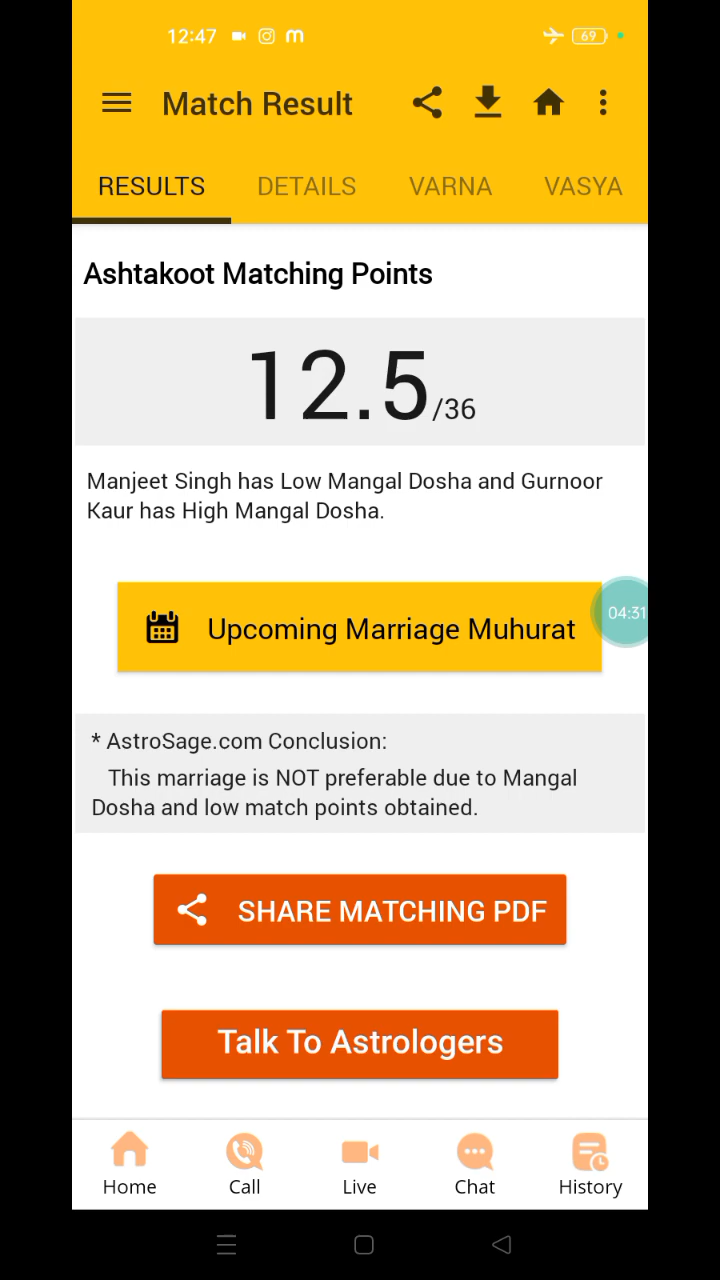 12:47
69
Match Result
RESULTS DETAILS VARNA VASYA
Ashtakoot Matching Points
12.5/36
Manjeet Singh has Low Mangal Dosha and Gurnoor
Kaur has High Mangal Dosha.
Upcoming Marriage Muhurat
04:31
* AstroSage.com Conclusion:
This marriage is NOT preferable due to Mangal
Dosha and low match points obtained.
SHARE MATCHING PDF
Talk To Astrologers
Home Call Live Chat History